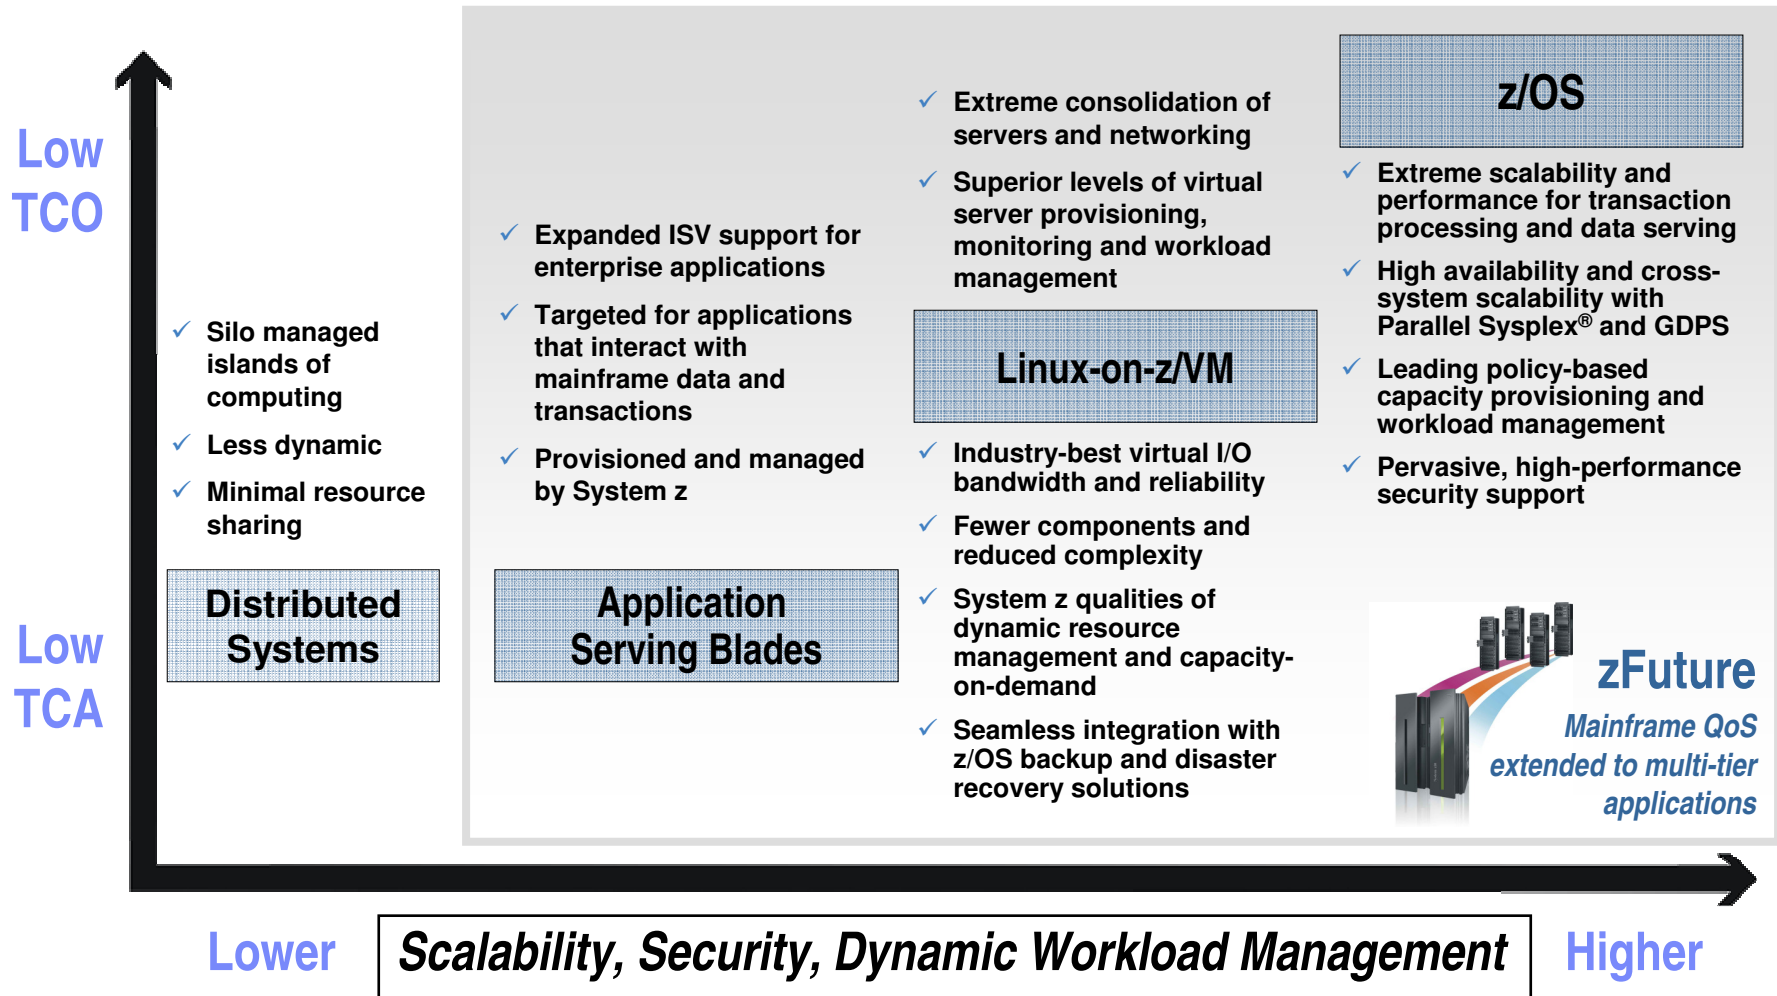 Low
TCO
Low
TCA
Silo managed
islands of
computing
Less dynamic
Minimal resource
sharing
Distributed
Systems
Expanded ISV support for
enterprise applications
Targeted for applications
that interact with
mainframe data and
transactions
Provisioned and managed
by System z
Application
Serving Blades
Extreme consolidation of
servers and networking
Superior levels of virtual
server provisioning,
monitoring and workload
management
Linux-on-z/VM
Industry-best virtual I/O
bandwidth and reliability
Fewer components and
reduced complexity
System z qualities of
dynamic resource
management and capacity-
on-demand
Seamless integration with
z/OS backup and disaster
recovery solutions
z/OS
Extreme scalability and
performance for transaction
processing and data serving
High availability and cross-
system scalability with
Parallel Sysplex® and GDPS
Leading policy-based
capacity provisioning and
workload management
Pervasive, high-performance
security support
zFuture
Mainframe QoS
extended to multi-tier
applications
Lower
Scalability, Security, Dynamic Workload Management
Higher